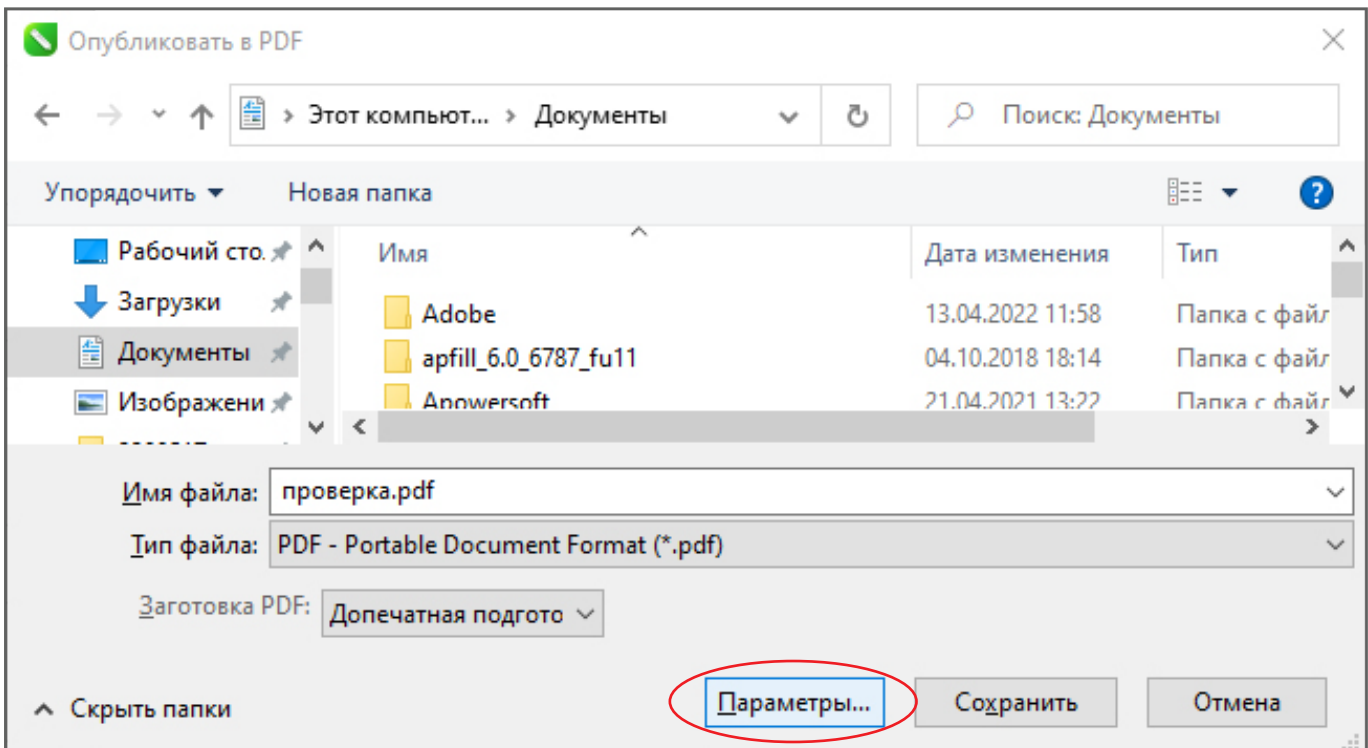 Опубликовать в PDF
Этот компьют... Документы Поиск: Документы
Упорядочить Новая папка ?
Рабочий сто. Имя Дата изменения Тип
Загрузки Adobe 13.04.2022 11:58 Папка с файл
Документы apfill_6.0_6787_fu11 04.10.2018 18:14 Папка с файл
Изображени Apowersoft 21.04.2021 13:22 Папка с файл
Имя файла: проверка.pdf
Тип файла: PDF - Portable Document Format (*.pdf)
Заготовка PDF: Допечатная подгото
Скрыть папки Параметры... Сохранить Отмена